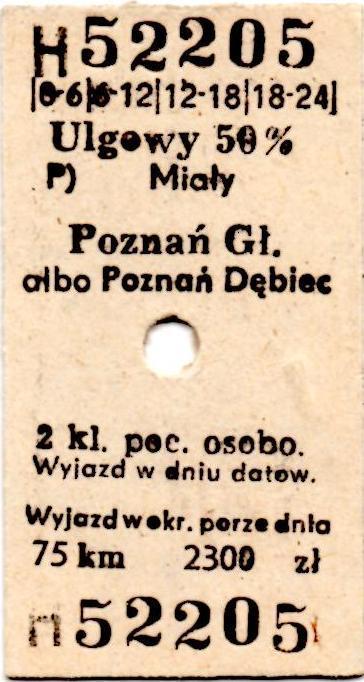 H 52205
[0-6|6-12|12-18|18-24]
Ulgowy 50%
P) Miały
Poznań Gł.
albo Poznań Dębiec
2 kl. poc. osobo.
Wyjazd w dniu datow.
Wyjazd w okr. porze dnia
75 km 2300 zł
H 52205